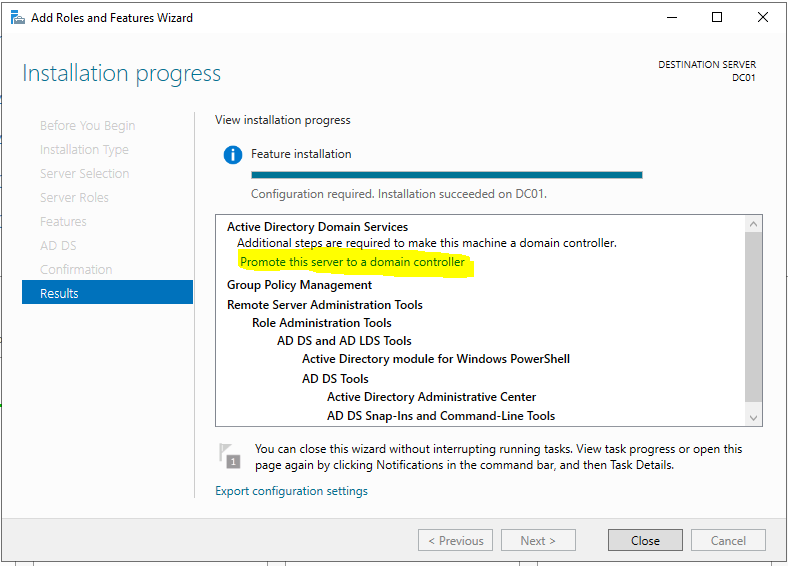 Add Roles and Features Wizard
Installation progress
DESTINATION SERVER
DC01
Before You Begin
Installation Type
Server Selection
Server Roles
Features
AD DS
Confirmation
Results
View installation progress
Feature installation
Configuration required. Installation succeeded on DC01.
Active Directory Domain Services
Additional steps are required to make this machine a domain controller.
Promote this server to a domain controller
Group Policy Management
Remote Server Administration Tools
Role Administration Tools
AD DS and AD LDS Tools
Active Directory module for Windows PowerShell
AD DS Tools
Active Directory Administrative Center
AD DS Snap-Ins and Command-Line Tools
1
You can close this wizard without interrupting running tasks. View task progress or open this
page again by clicking Notifications in the command bar, and then Task Details.
Export configuration settings
< Previous
Next >
Close
Cancel